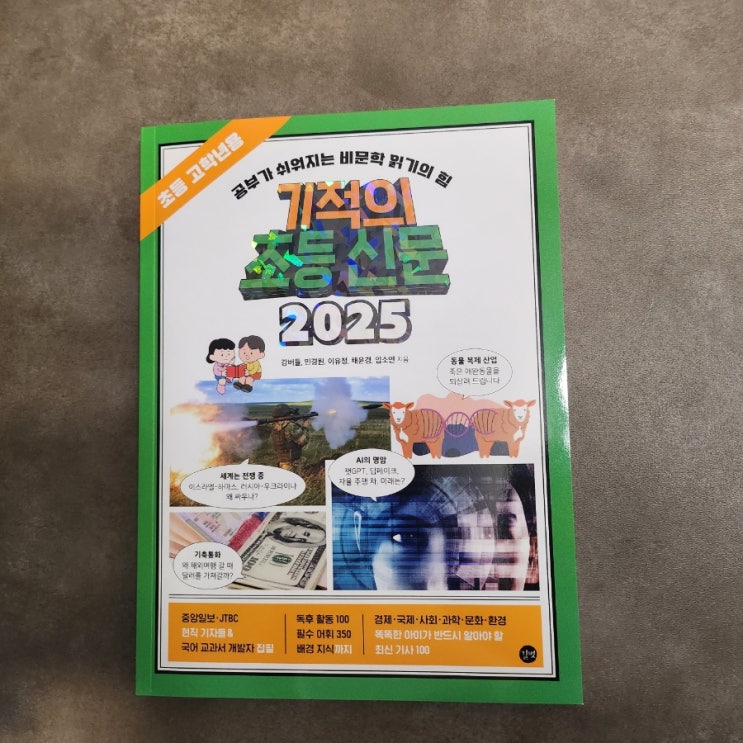 초등 고학년용
공부가 쉬워지는 비문학 읽기의 힘
기적의
초등 신문
2025
강버들, 민경원, 이유정, 채윤경, 임소연 지음
동물 복제 산업
죽은 애완동물을
되살려 드립니다
세계는 전쟁 중
이스라엘-하마스, 러시아-우크라이나
왜 싸우나?
AI의 명암
챗GPT, 딥페이크,
자율 주행 차, 미래는?
기축통화
왜 해외여행 갈 때
달러를 가져갈까?
100
중앙일보·JTBC
현직 기자들 &
국어 교과서 개발자 집필
독후 활동 100
필수 어휘 350
배경 지식까지
경제·국제·사회·과학·문화·환경
똑똑한 아이가 반드시 알아야 할
최신 기사 100
길벗